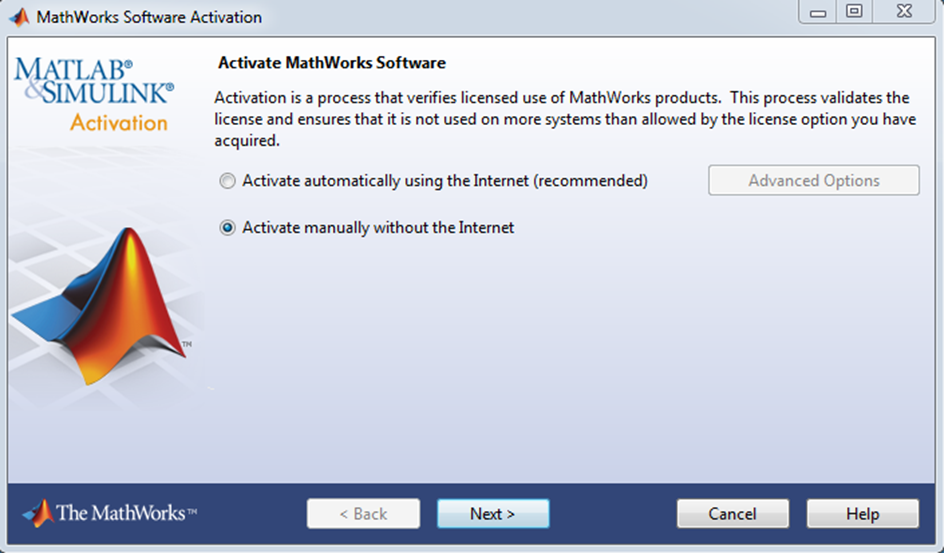 MathWorks Software Activation
MATLAB®
&SIMULINK®
Activation
Activate MathWorks Software
Activation is a process that verifies licensed use of MathWorks products.  This process validates the
license and ensures that it is not used on more systems than allowed by the license option you have
acquired.
Activate automatically using the Internet (recommended)
Advanced Options
Activate manually without the Internet
TM
The MathWorks™
< Back
Next >
Cancel
Help